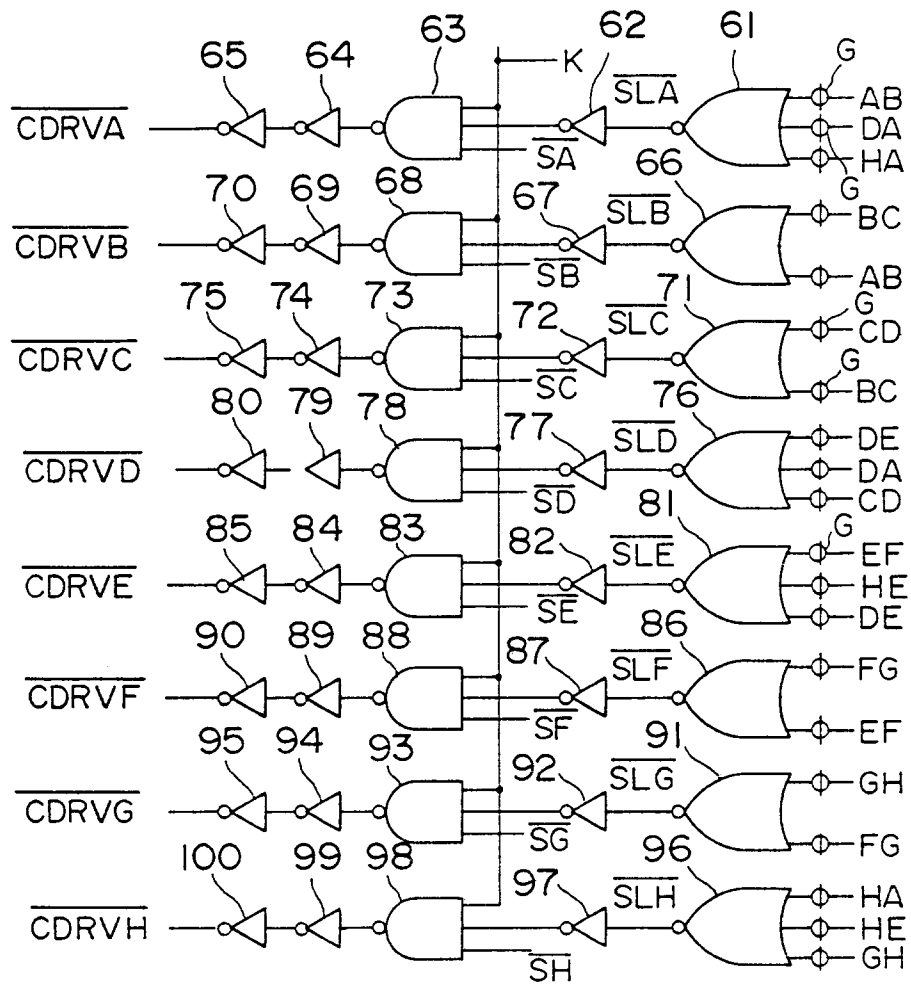 65 64 63 62 61 G
K
CDRVA SLA AB
DA
SA HA
G
70 69 68 67 66
CDRVB SLB BC
SB AB
75 74 73 72 71 G
CDRVC SLC CD
G
SC BC
80 79 78 77 76
CDRVD SLD DE
DA
SD CD
85 84 83 82 81 G
CDRVE SLE EF
HE
SE DE
90 89 88 87 86
CDRVF SLF FG
SF EF
95 94 93 92 91
CDRVG SLG GH
SG FG
100 99 98 97 96
CDRVH SLH HA
HE
SH GH